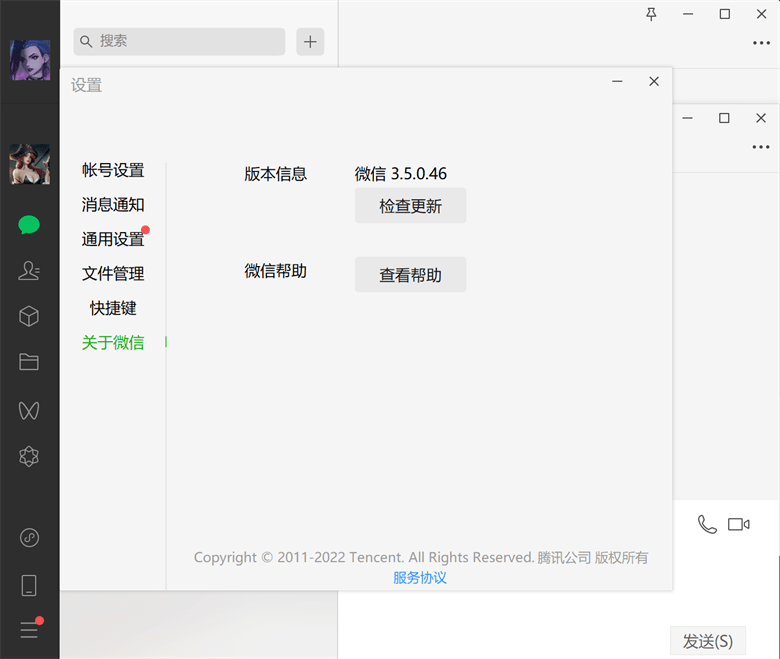 搜索
设置
帐号设置
消息通知
通用设置
文件管理
快捷键
关于微信
版本信息
微信 3.5.0.46
检查更新
微信帮助
查看帮助
Copyright © 2011-2022 Tencent. All Rights Reserved. 腾讯公司 版权所有
服务协议
发送(S)